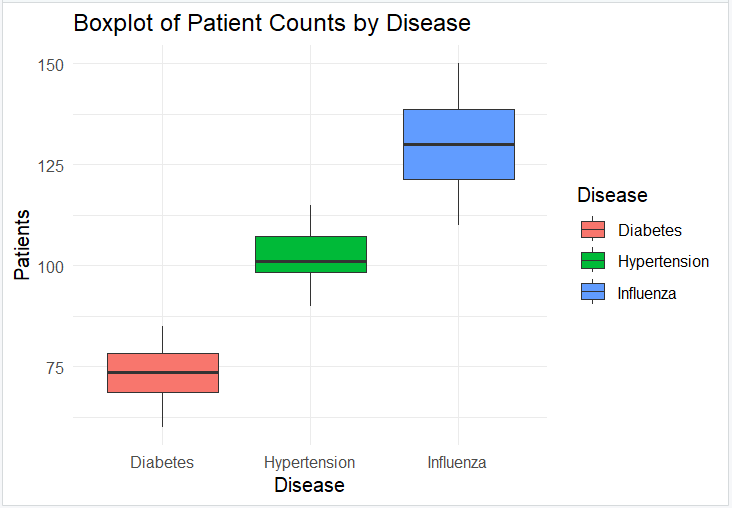 Boxplot of Patient Counts by Disease
150
125
100
75
Patients
Diabetes
Hypertension
Influenza
Disease
Disease
Diabetes
Hypertension
Influenza